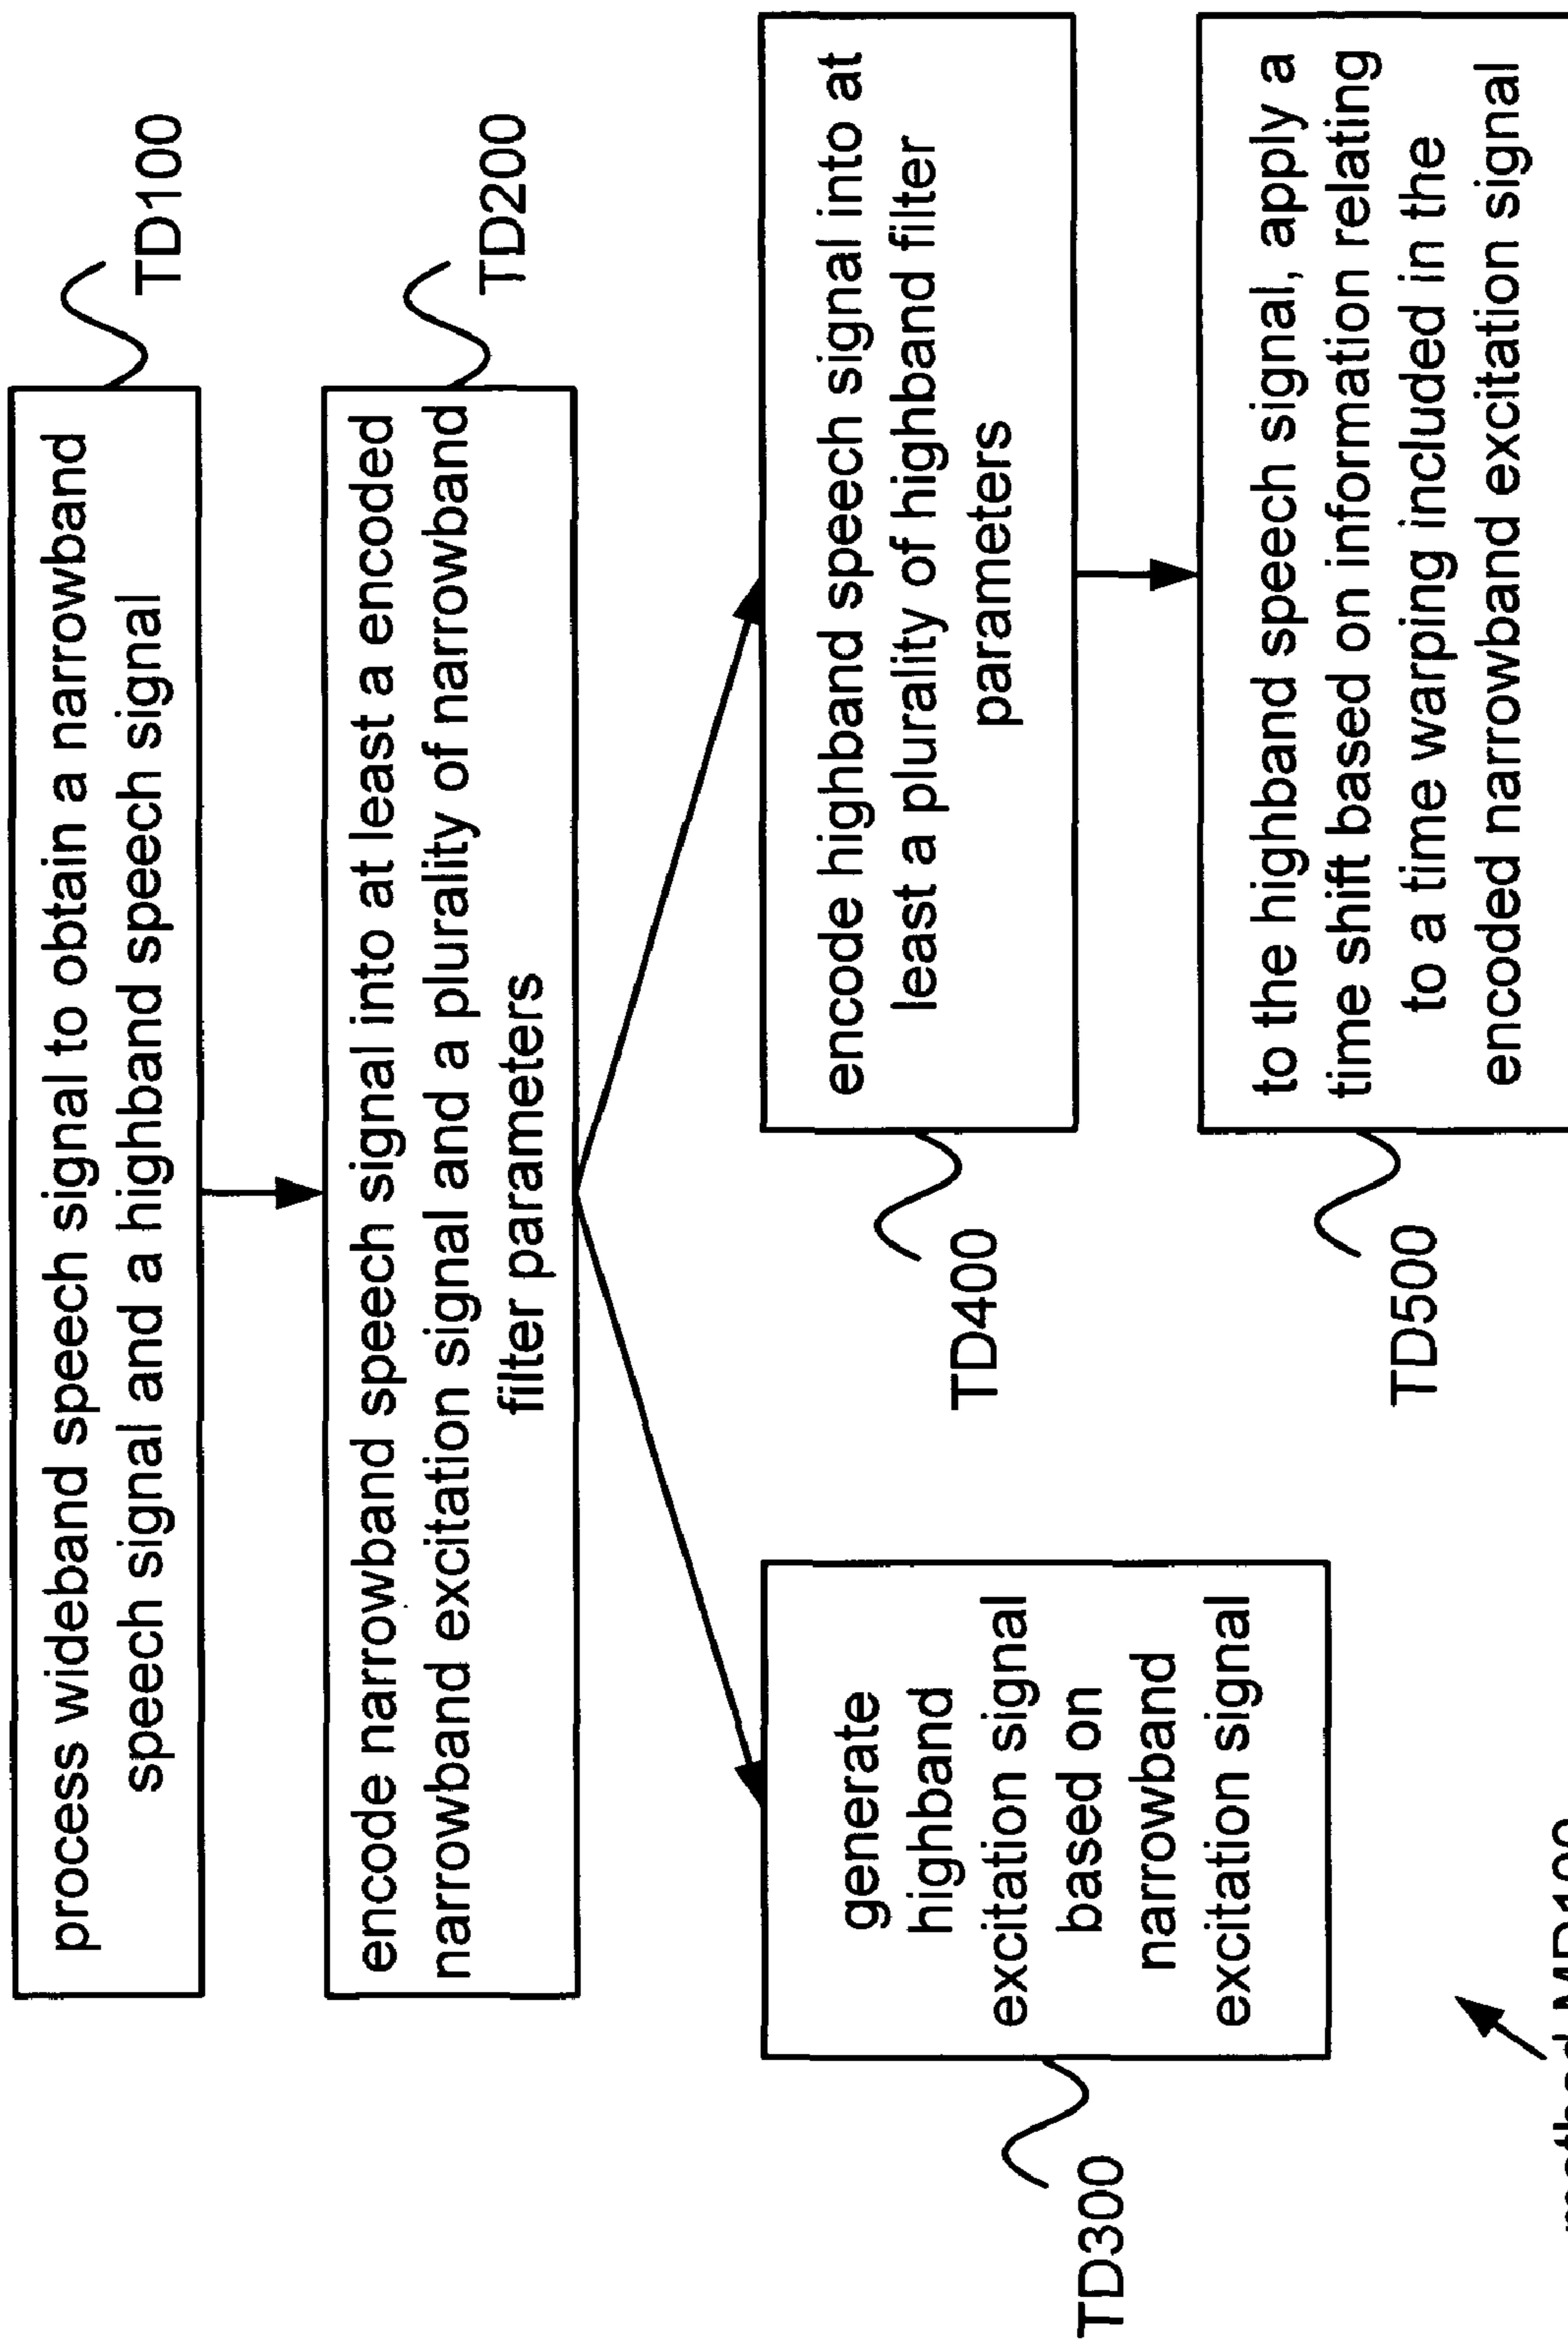 process wideband speech signal to obtain a narrowband
speech signal and a highband speech signal
TD100
encode narrowband speech signal into at least a encoded
narrowband excitation signal and a plurality of narrowband
filter parameters
TD200
generate
highband
excitation signal
based on
narrowband
excitation signal
TD300
encode highband speech signal into at
least a plurality of highband filter
parameters
TD400
to the highband speech signal, apply a
time shift based on information relating
to a time warping included in the
encoded narrowband excitation signal
TD500